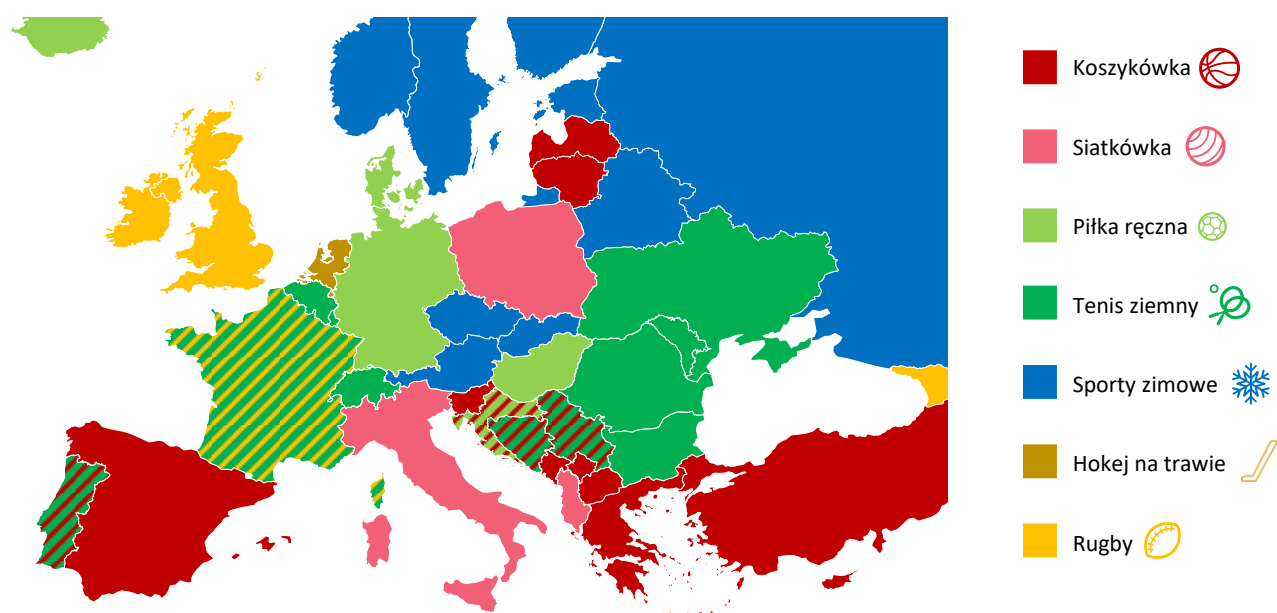 Koszykówka
Siatkówka
Piłka ręczna
Tenis ziemny
Sporty zimowe
Hokej na trawie
Rugby